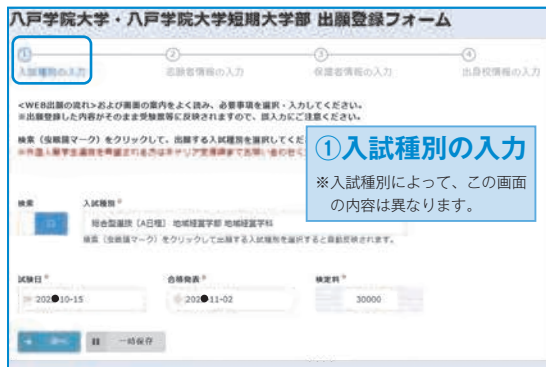 八戸学院大学・八戸学院大学短期大学部 出願登録フォーム
① ② ③ ④
入試種別の入力 志願者情報の入力 保護者情報の入力 出身校情報の入力
<WEB出願の流れ>および画面の案内をよく読み、必要事項を選択・入力してください。
※出願登録した内容がそのまま受験票等に反映されますので、誤入力にご注意ください。
検索（虫眼鏡マーク）をクリックして、出願する入試種別を選択してくだ
①入試種別の入力
※入試種別によって、この画面
の内容は異なります。
検索 入試種別*
総合型選抜（A日程） 地域経営学部 地域経営学科
検索（虫眼鏡マーク）をクリックして出願する入試種別を選択すると自動反映されます。
試験日* 合格発表* 検定料*
202●10-15 202●11-02 30000
一時保存